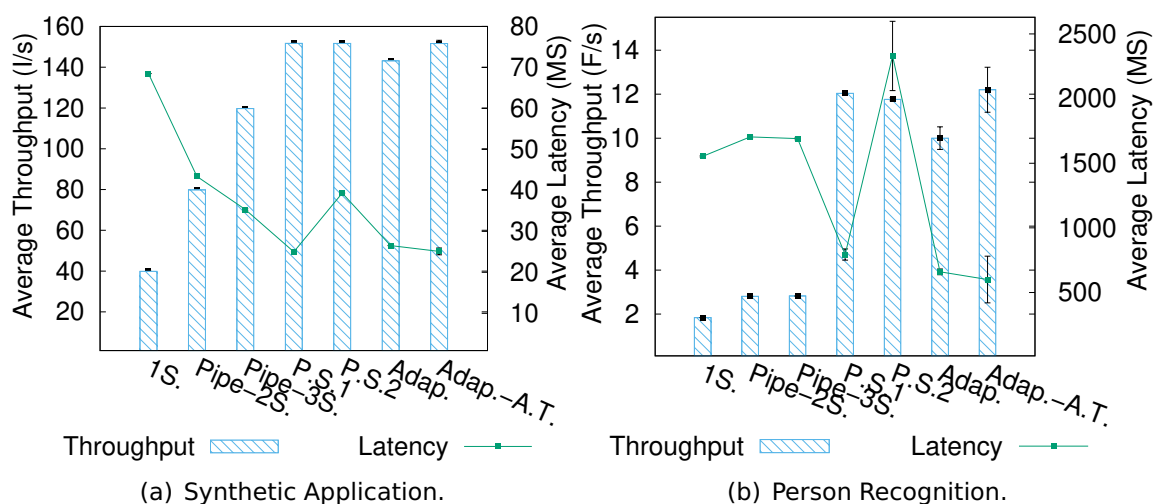 Average Throughput (I/s)
160
140
120
100
80
60
40
20
80
70
60
50
40
30
20
10
Average Latency (MS)
1S.
Pipe–2S.
Pipe–3S.
P.S.1
P.S.2
Adap.
Adap.–A.T.
Throughput
Latency
(a) Synthetic Application.
Average Throughput (F/s)
14
12
10
8
6
4
2
2500
2000
1500
1000
500
Average Latency (MS)
1S.
Pipe–2S.
Pipe–3S.
P.S.1
P.S.2
Adap.
Adap.–A.T.
Throughput
Latency
(b) Person Recognition.